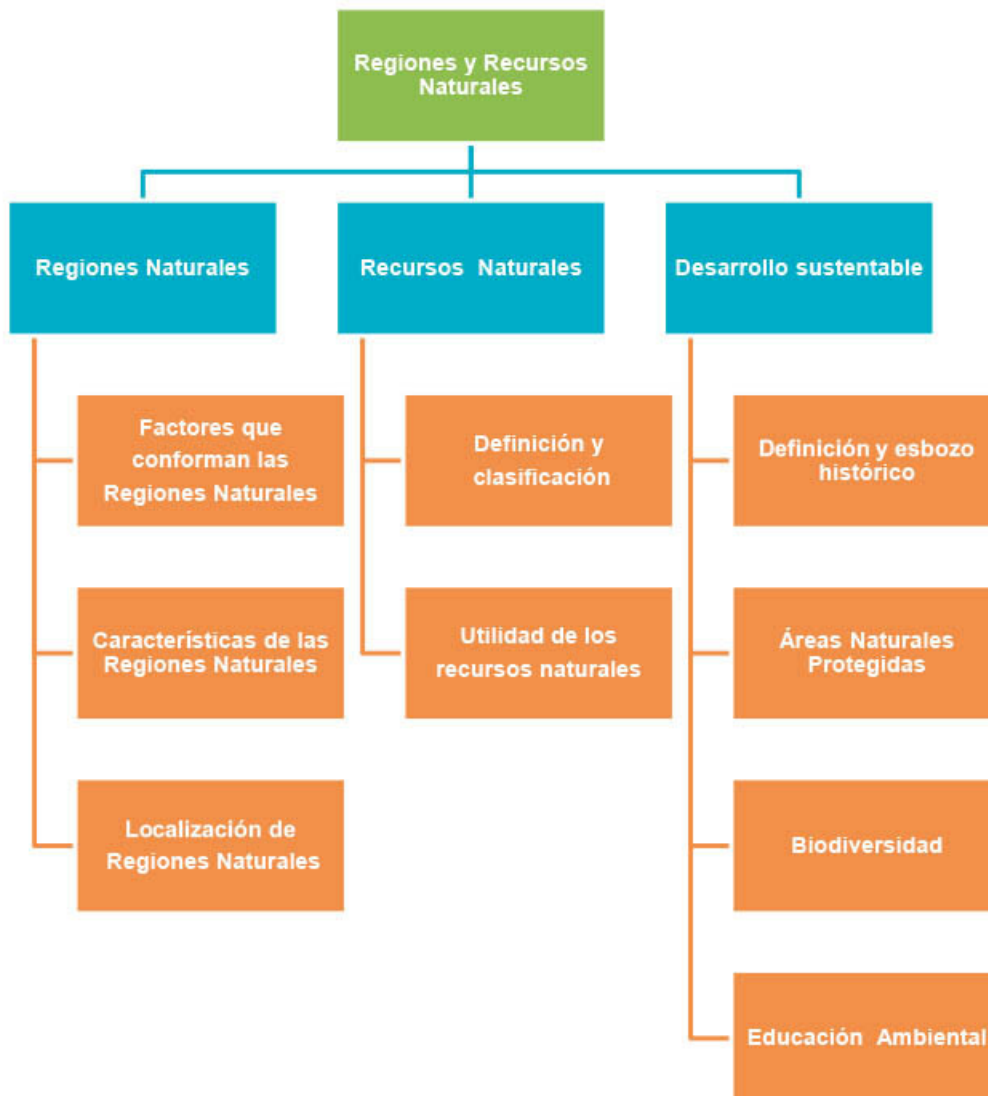 Regiones y Recursos
Naturales
Regiones Naturales
Recursos Naturales
Desarrollo sustentable
Factores que
conforman las
Regiones Naturales
Definición y
clasificación
Definición y esbozo
histórico
Características de las
Regiones Naturales
Utilidad de los
recursos naturales
Áreas Naturales
Protegidas
Localización de
Regiones Naturales
Biodiversidad
Educación Ambiental